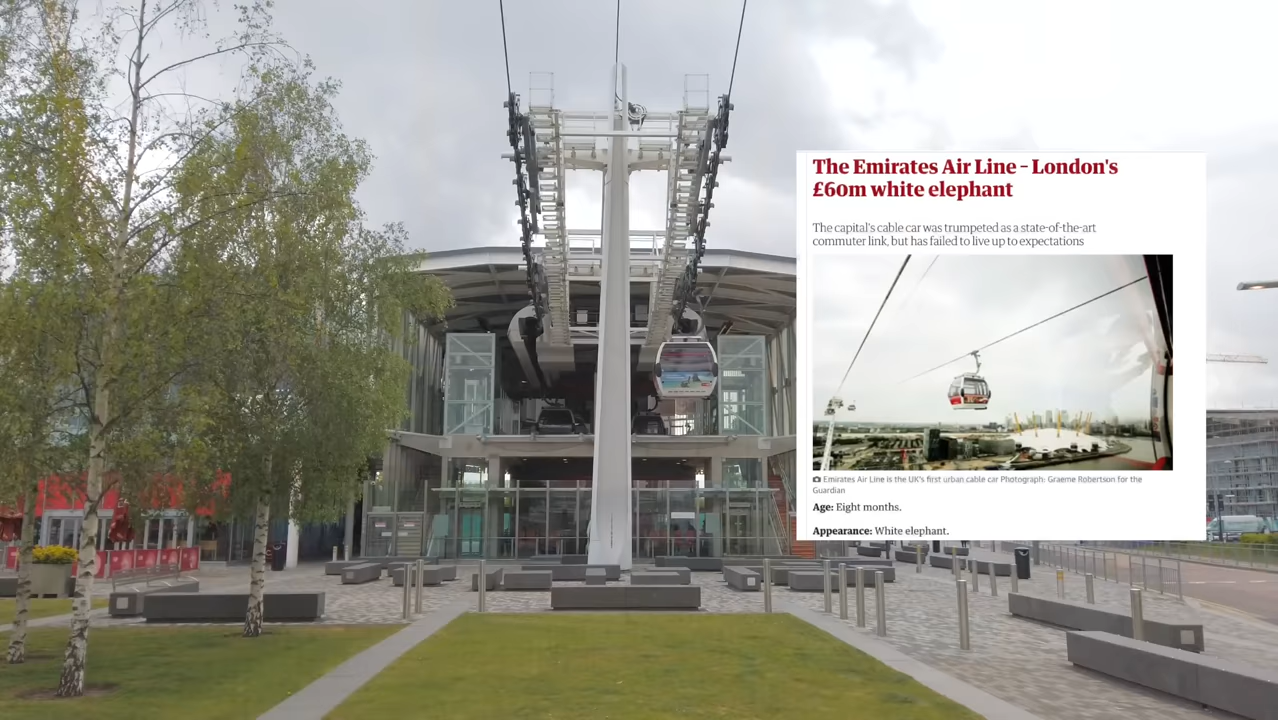 The Emirates Air Line – London's
£60m white elephant
The capital's cable car was trumpeted as a state-of-the-art
commuter link, but has failed to live up to expectations
Emirates Air Line is the UK's first urban cable car Photograph: Graeme Robertson for the
Guardian
Age: Eight months.
Appearance: White elephant.